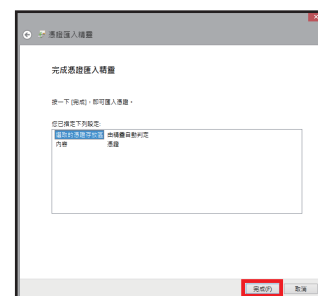 憑證匯入精靈
完成憑證匯入精靈
按一下 [完成]，即可匯入憑證。
您已指定下列設定:
選取的憑證存放區 由精靈自動判定
內容 憑證
完成(F) 取消